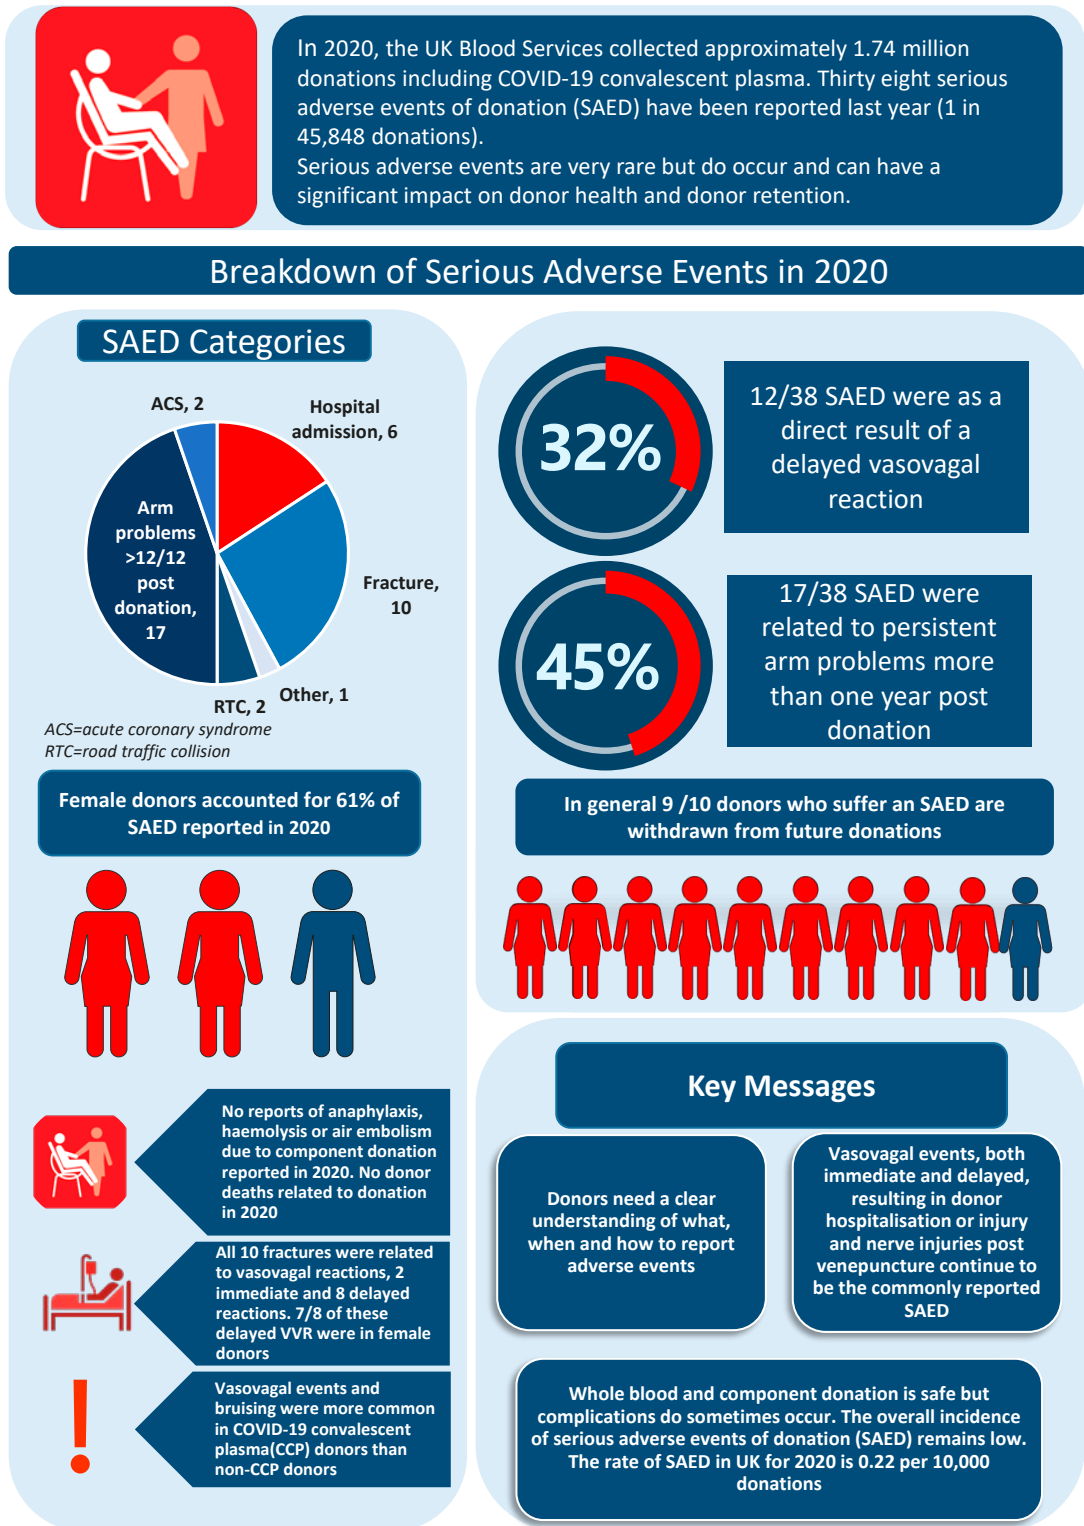 In 2020, the UK Blood Services collected approximately 1.74 million
donations including COVID-19 convalescent plasma. Thirty eight serious
adverse events of donation (SAED) have been reported last year (1 in
45,848 donations).
Serious adverse events are very rare but do occur and can have a
significant impact on donor health and donor retention.
Breakdown of Serious Adverse Events in 2020
SAED Categories
ACS, 2
Hospital
admission, 6
Arm
problems
>12/12
post
donation,
17
Fracture,
10
Other, 1
RTC, 2
ACS=acute coronary syndrome
RTC=road traffic collision
Female donors accounted for 61% of
SAED reported in 2020
No reports of anaphylaxis,
haemolysis or air embolism
due to component donation
reported in 2020. No donor
deaths related to donation
in 2020
All 10 fractures were related
to vasovagal reactions, 2
immediate and 8 delayed
reactions. 7/8 of these
delayed VVR were in female
donors
Vasovagal events and
bruising were more common
in COVID-19 convalescent
plasma(CCP) donors than
non-CCP donors
32%
12/38 SAED were as a
direct result of a
delayed vasovagal
reaction
45%
17/38 SAED were
related to persistent
arm problems more
than one year post
donation
In general 9 /10 donors who suffer an SAED are
withdrawn from future donations
Key Messages
Donors need a clear
understanding of what,
when and how to report
adverse events
Vasovagal events, both
immediate and delayed,
resulting in donor
hospitalisation or injury
and nerve injuries post
venepuncture continue to
be the commonly reported
SAED
Whole blood and component donation is safe but
complications do sometimes occur. The overall incidence
of serious adverse events of donation (SAED) remains low.
The rate of SAED in UK for 2020 is 0.22 per 10,000
donations